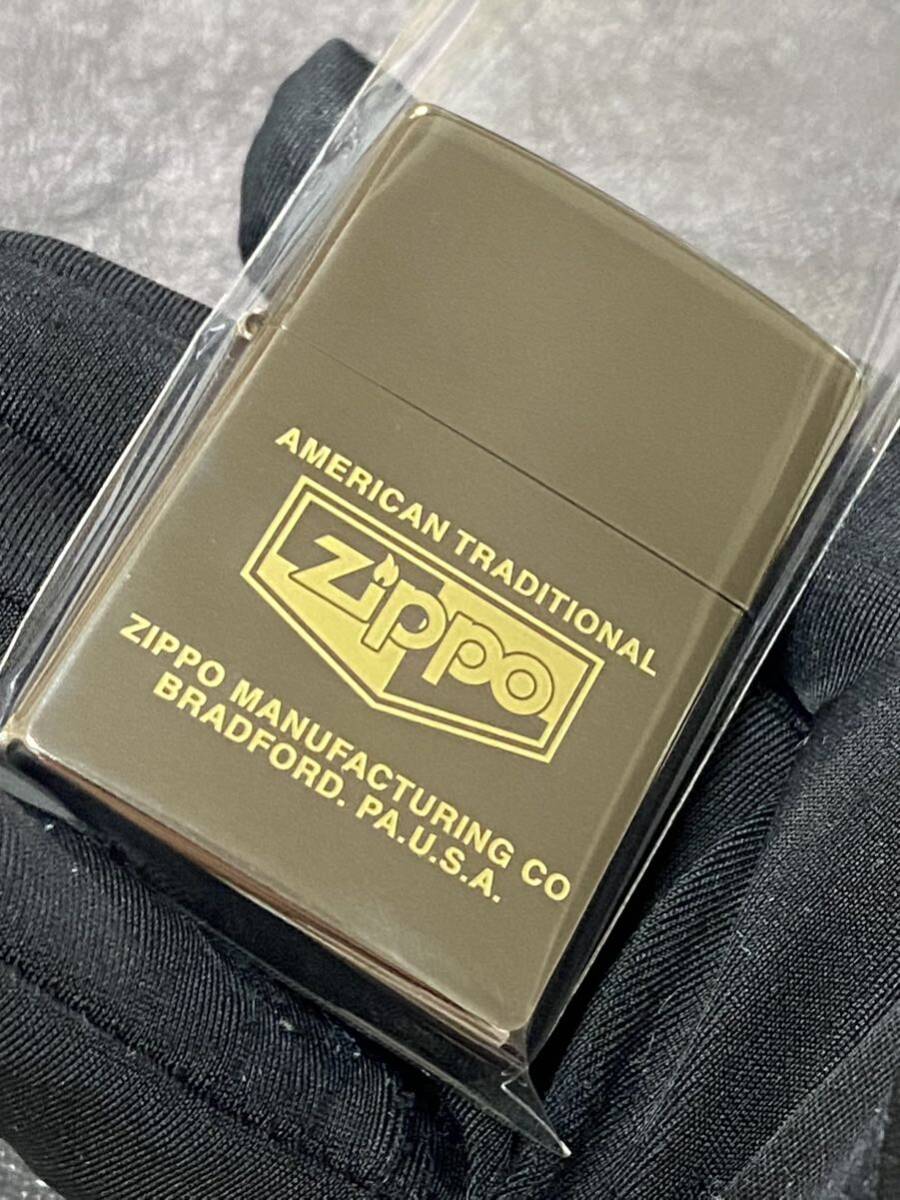 AMERICAN TRADITIONAL
Zippo
ZIPPO MANUFACTURING CO
BRADFORD. PA.U.S.A.